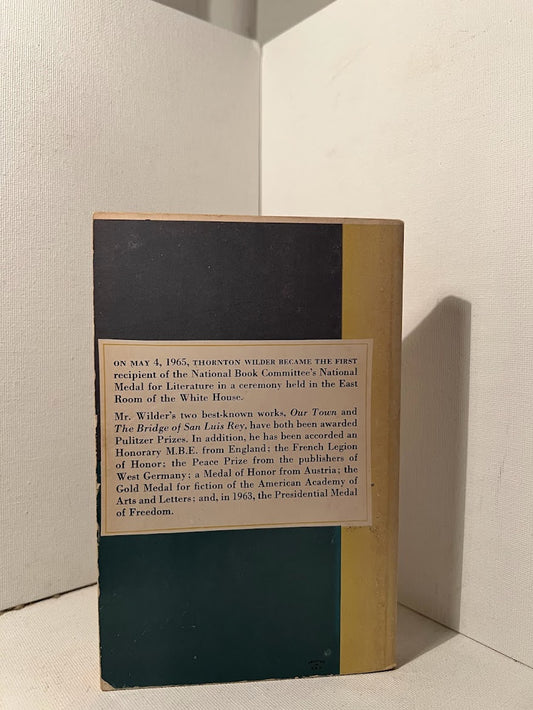 ON MAY 4, 1965, THORNTON WILDER BECAME THE FIRST
recipient of the National Book Committee's National
Medal for Literature in a ceremony held in the East
Room of the White House.
Mr. Wilder's two best-known works, Our Town and
The Bridge of San Luis Rey, have both been awarded
Pulitzer Prizes. In addition, he has been accorded an
Honorary M.B.E. from England; the French Legion
of Honor; the Peace Prize from the publishers of
West Germany; a Medal of Honor from Austria; the
Gold Medal for fiction of the American Academy of
Arts and Letters; and, in 1963, the Presidential Medal
of Freedom.